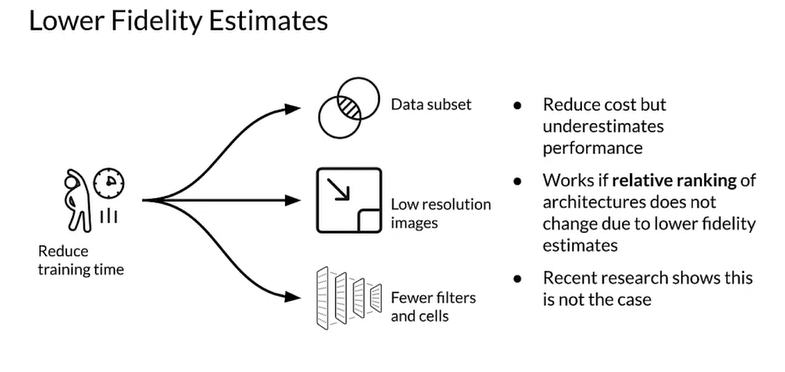 Lower Fidelity Estimates
Reduce
training time
Data subset
Low resolution
images
Fewer filters
and cells
● Reduce cost but
underestimates
performance
● Works if relative ranking of
architectures does not
change due to lower fidelity
estimates
● Recent research shows this
is not the case